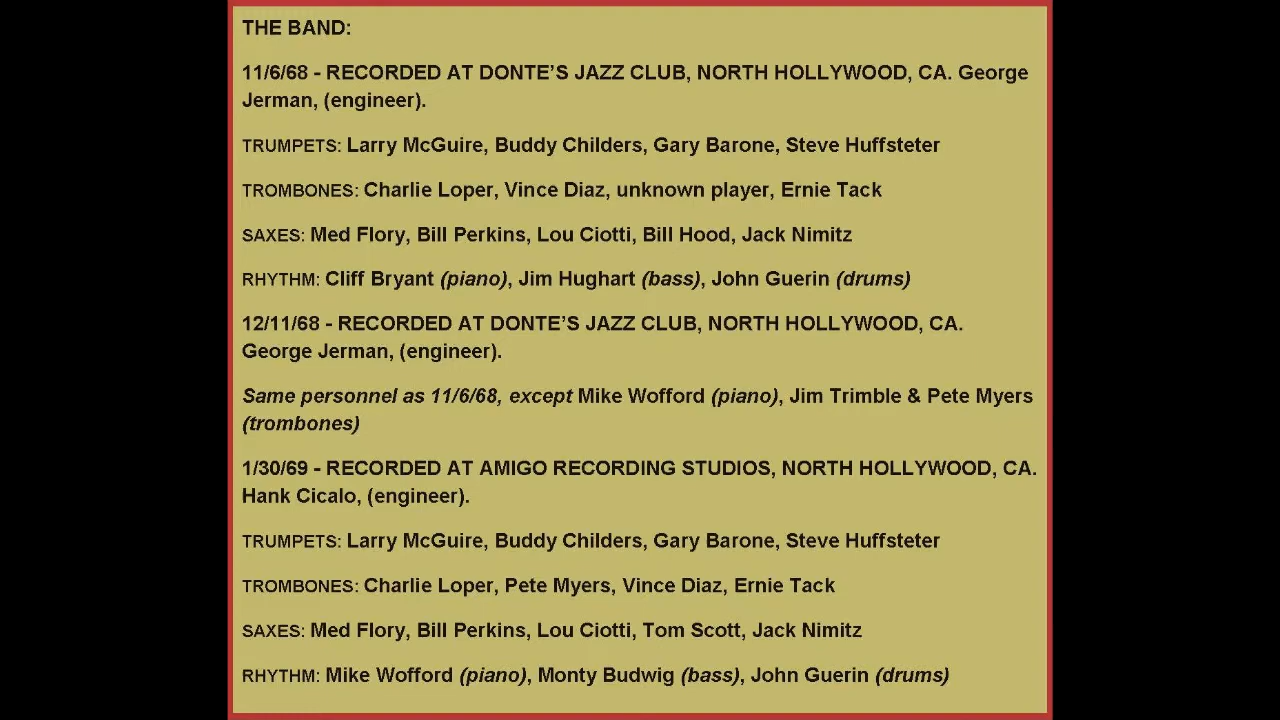 THE BAND:
11/6/68 - RECORDED AT DONTE’S JAZZ CLUB, NORTH HOLLYWOOD, CA. George
Jerman, (engineer).
TRUMPETS: Larry McGuire, Buddy Childers, Gary Barone, Steve Huffsteter
TROMBONES: Charlie Loper, Vince Diaz, unknown player, Ernie Tack
SAXES: Med Flory, Bill Perkins, Lou Ciotti, Bill Hood, Jack Nimitz
RHYTHM: Cliff Bryant (piano), Jim Hughart (bass), John Guerin (drums)
12/11/68 - RECORDED AT DONTE’S JAZZ CLUB, NORTH HOLLYWOOD, CA.
George Jerman, (engineer).
Same personnel as 11/6/68, except Mike Wofford (piano), Jim Trimble & Pete Myers
(trombones)
1/30/69 - RECORDED AT AMIGO RECORDING STUDIOS, NORTH HOLLYWOOD, CA.
Hank Cicalo, (engineer).
TRUMPETS: Larry McGuire, Buddy Childers, Gary Barone, Steve Huffsteter
TROMBONES: Charlie Loper, Pete Myers, Vince Diaz, Ernie Tack
SAXES: Med Flory, Bill Perkins, Lou Ciotti, Tom Scott, Jack Nimitz
RHYTHM: Mike Wofford (piano), Monty Budwig (bass), John Guerin (drums)